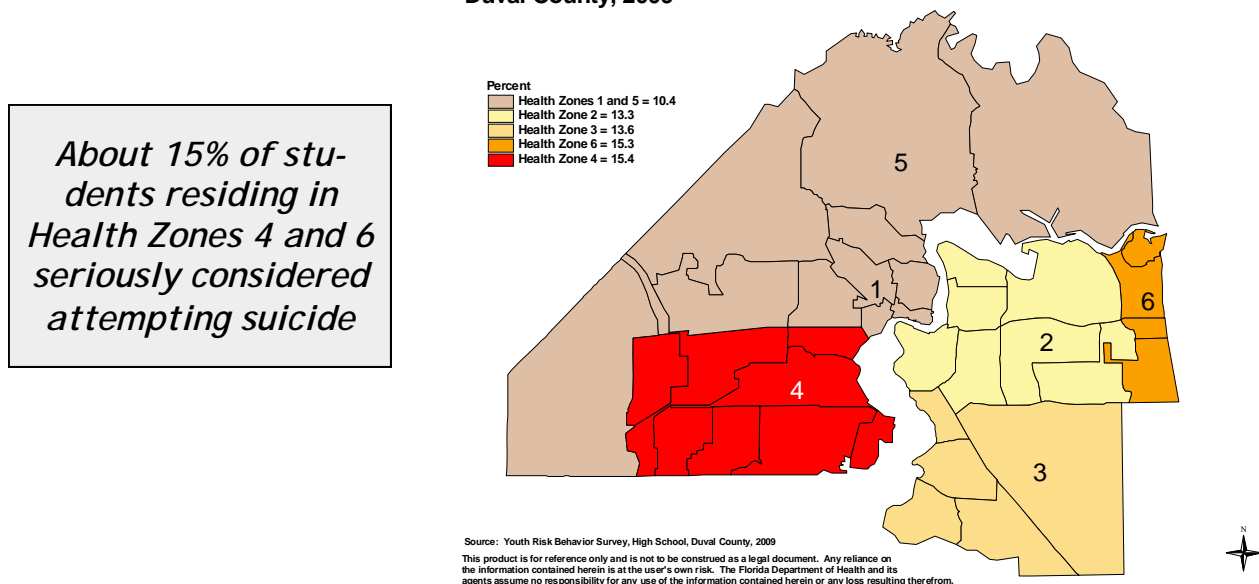 Duval County,
About 15% of stu-
dents residing in
Health Zones 4 and 6
seriously considered
attempting suicide
Percent
Health Zones 1 and 5 = 10.4
Health Zone 2 = 13.3
Health Zone 3 = 13.6
Health Zone 6 = 15.3
Health Zone 4 = 15.4
5
1
6
2
4
3
Source: Youth Risk Behavior Survey, High School, Duval County, 2009
This product is for reference only and is not to be construed as a legal document. Any reliance on
the information contained herein is at the user's own risk. The Florida Department of Health and its
agents assume no responsibility for any use of the information contained herein or any loss resulting therefrom.
N